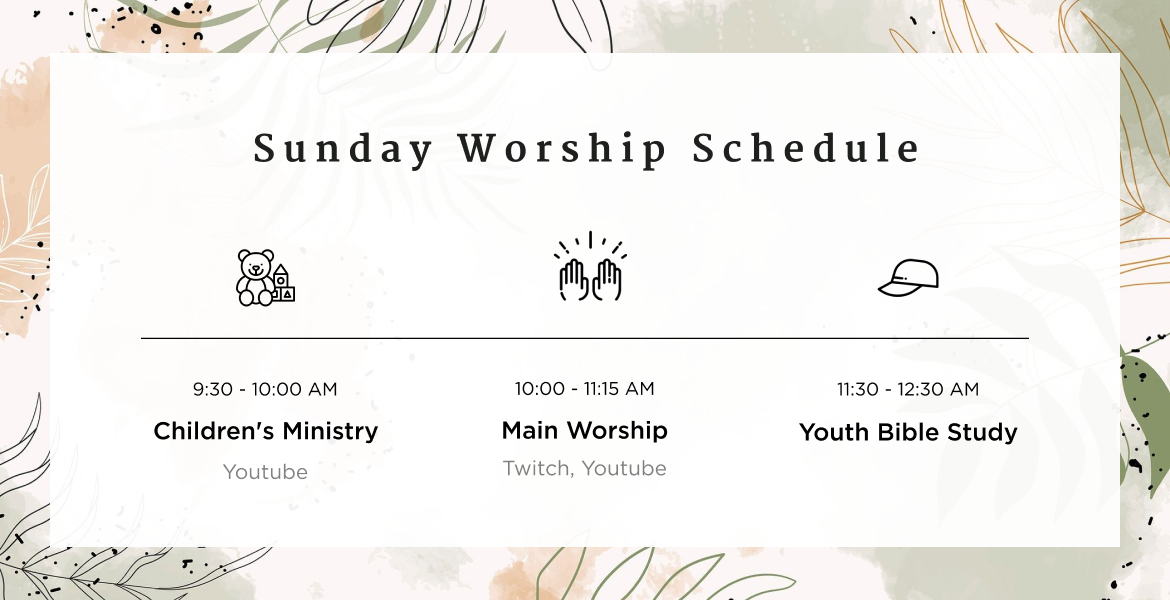 Sunday Worship Schedule
9:30 - 10:00 AM
Children's Ministry
Youtube
10:00 - 11:15 AM
Main Worship
Twitch, Youtube
11:30 - 12:30 AM
Youth Bible Study